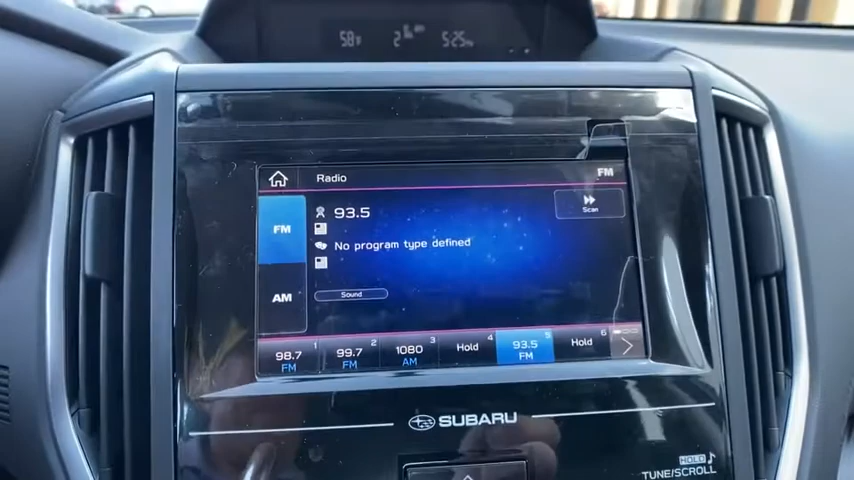 58°F 5:25
Radio FM
FM 93.5 Scan
No program type defined
AM Sound
1 2 3 4 5 6
98.7 99.7 1080 Hold 93.5 Hold
FM FM AM FM
SUBARU
HOLD
TUNE/SCROLL